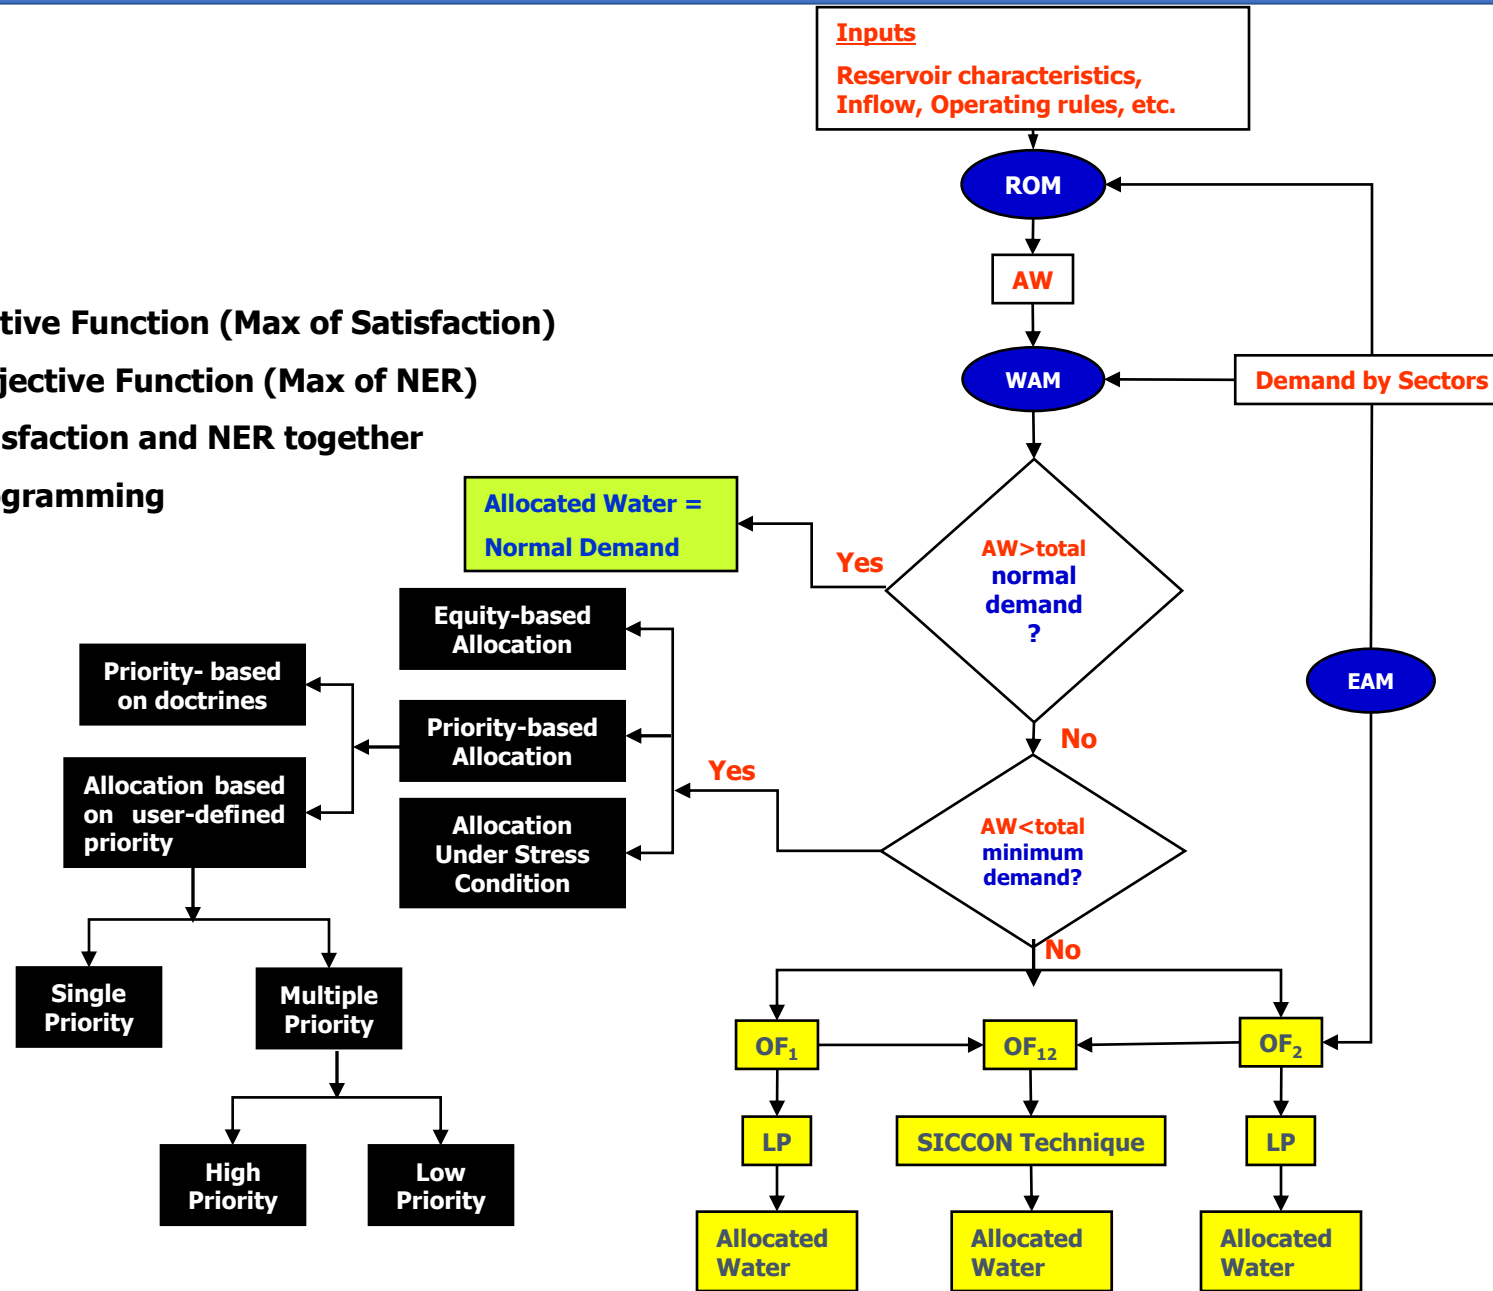 Inputs
Reservoir characteristics,
Inflow, Operating rules, etc.
ROM
AW
WAM
Demand by Sectors
tive Function (Max of Satisfaction)
jective Function (Max of NER)
sfaction and NER together
gramming
Allocated Water =
Normal Demand
Yes
AW>total
normal
demand
?
EAM
No
Equity-based
Allocation
Priority- based
on doctrines
Priority-based
Allocation
Yes
Allocation based
on user-defined
priority
Allocation
Under Stress
Condition
AW<total
minimum
demand?
No
Single
Priority
Multiple
Priority
OF₁
OF₁₂
OF₂
LP
SICCON Technique
LP
High
Priority
Low
Priority
Allocated
Water
Allocated
Water
Allocated
Water